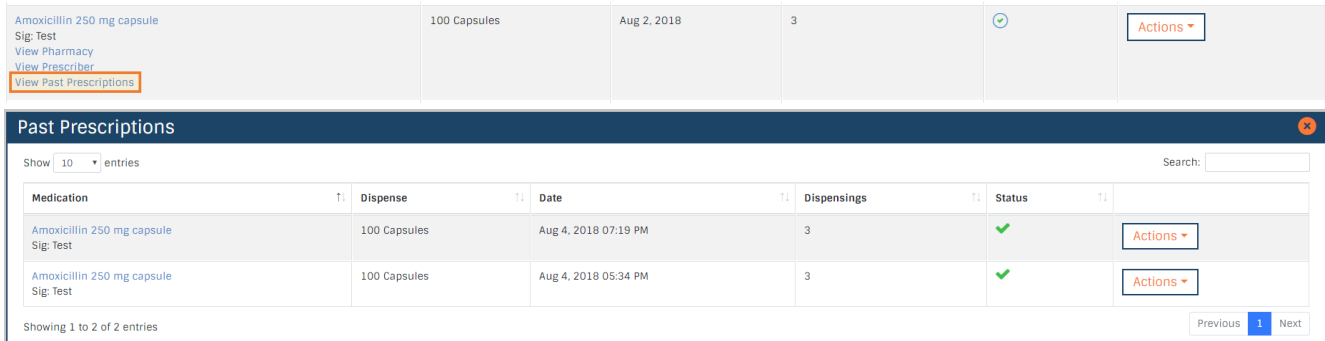 Amoxicillin 250 mg capsule 100 Capsules Aug 2, 2018 3 Actions
Sig: Test
View Pharmacy
View Prescriber
View Past Prescriptions
Past Prescriptions
Show 10 entries Search:
Medication Dispense Date Dispensings Status
Amoxicillin 250 mg capsule 100 Capsules Aug 4, 2018 07:19 PM 3 Actions
Sig: Test
Amoxicillin 250 mg capsule 100 Capsules Aug 4, 2018 05:34 PM 3 Actions
Sig: Test
Showing 1 to 2 of 2 entries Previous 1 Next